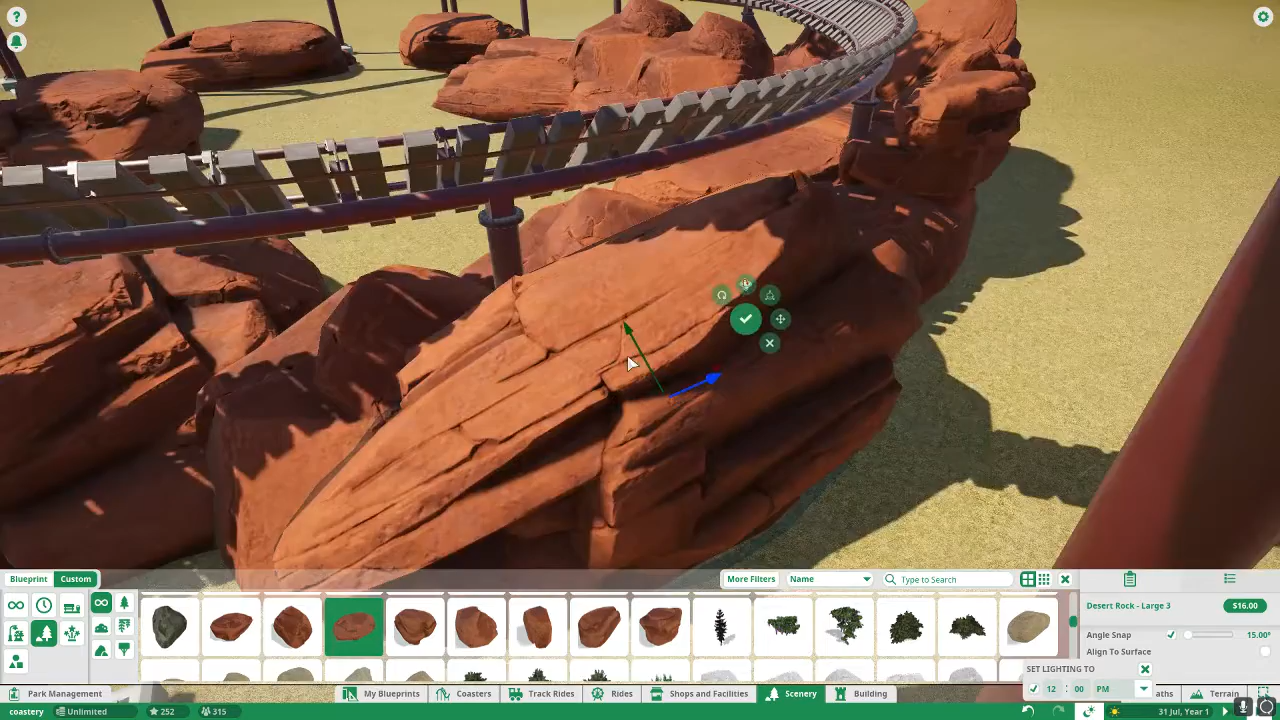 ?
Blueprint Custom
More Filters Name Type to Search
Desert Rock - Large 3 $16.00
Angle Snap 15.00°
Align To Surface
SET LIGHTING TO
12 : 00 PM
Park Management My Blueprints Coasters Track Rides Rides Shops and Facilities Scenery Building aths Terrain
coastery Unlimited 252 315 31 Jul, Year 1